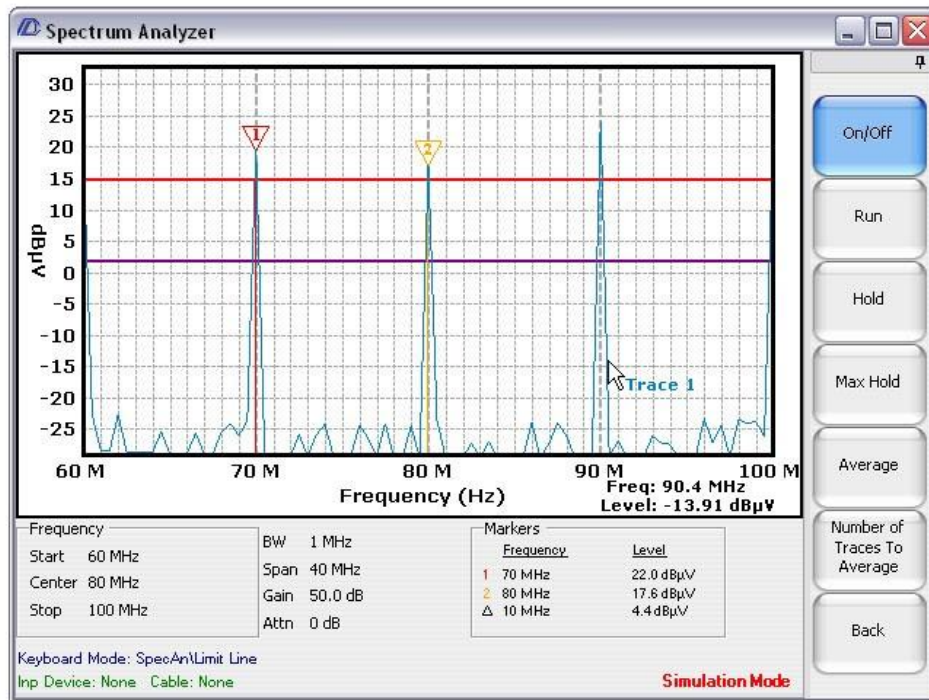 Spectrum Analyzer
30
25
20
15
10
5
0
-5
-10
-15
-20
-25
dBµV
1
2
Trace 1
60 M 70 M 80 M 90 M 100 M
Frequency (Hz)
Freq: 90.4 MHz
Level: -13.91 dBµV
Frequency
Start 60 MHz
Center 80 MHz
Stop 100 MHz
BW 1 MHz
Span 40 MHz
Gain 50.0 dB
Attn 0 dB
Markers
Frequency Level
1 70 MHz 22.0 dBµV
2 80 MHz 17.6 dBµV
Δ 10 MHz 4.4 dBµV
Keyboard Mode: SpecAn\Limit Line
Inp Device: None Cable: None
Simulation Mode
On/Off
Run
Hold
Max Hold
Average
Number of
Traces To
Average
Back